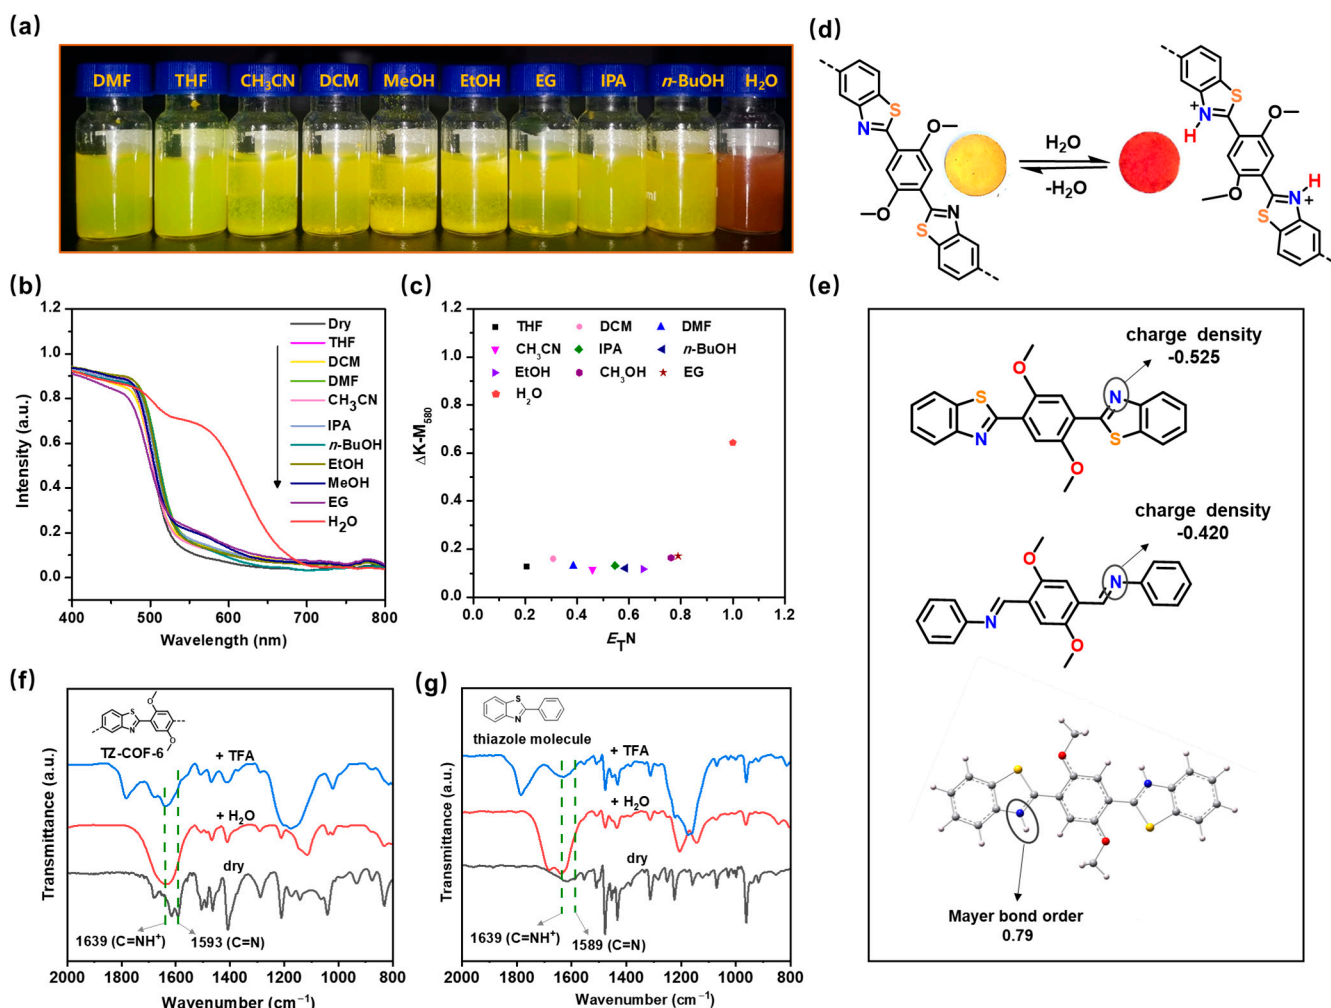 (a)
DMF THF CH₃CN DCM MeOH EtOH EG IPA n-BuOH H₂O
ml
(d)
S
N
O
O
N
S
H₂O
-H₂O
N
+
H
S
O
O
H
N
+
S
(b)
Intensity (a.u.)
1.2
1.0
0.8
0.6
0.4
0.2
0.0
400 500 600 700 800
Wavelength (nm)
Dry
THF
DCM
DMF
CH₃CN
IPA
n-BuOH
EtOH
MeOH
EG
H₂O
(c)
ΔK-M₅₈₀
1.2
1.0
0.8
0.6
0.4
0.2
0.0
THF DCM DMF
CH₃CN IPA n-BuOH
EtOH CH₃OH EG
H₂O
0.0 0.2 0.4 0.6 0.8 1.0 1.2
E_TN
(e)
charge density
-0.525
S
N
O
O
N
S
charge density
-0.420
O
N
N
O
Mayer bond order
0.79
(f)
Transmittance (a.u.)
S
N
O
O
TZ-COF-6
+ TFA
+ H₂O
dry
1639 (C=NH⁺)
1593 (C=N)
2000 1800 1600 1400 1200 1000 800
Wavenumber (cm⁻¹)
(g)
Transmittance (a.u.)
S
N
thiazole molecule
+ TFA
+ H₂O
dry
1639 (C=NH⁺)
1589 (C=N)
2000 1800 1600 1400 1200 1000 800
Wavenumber (cm⁻¹)